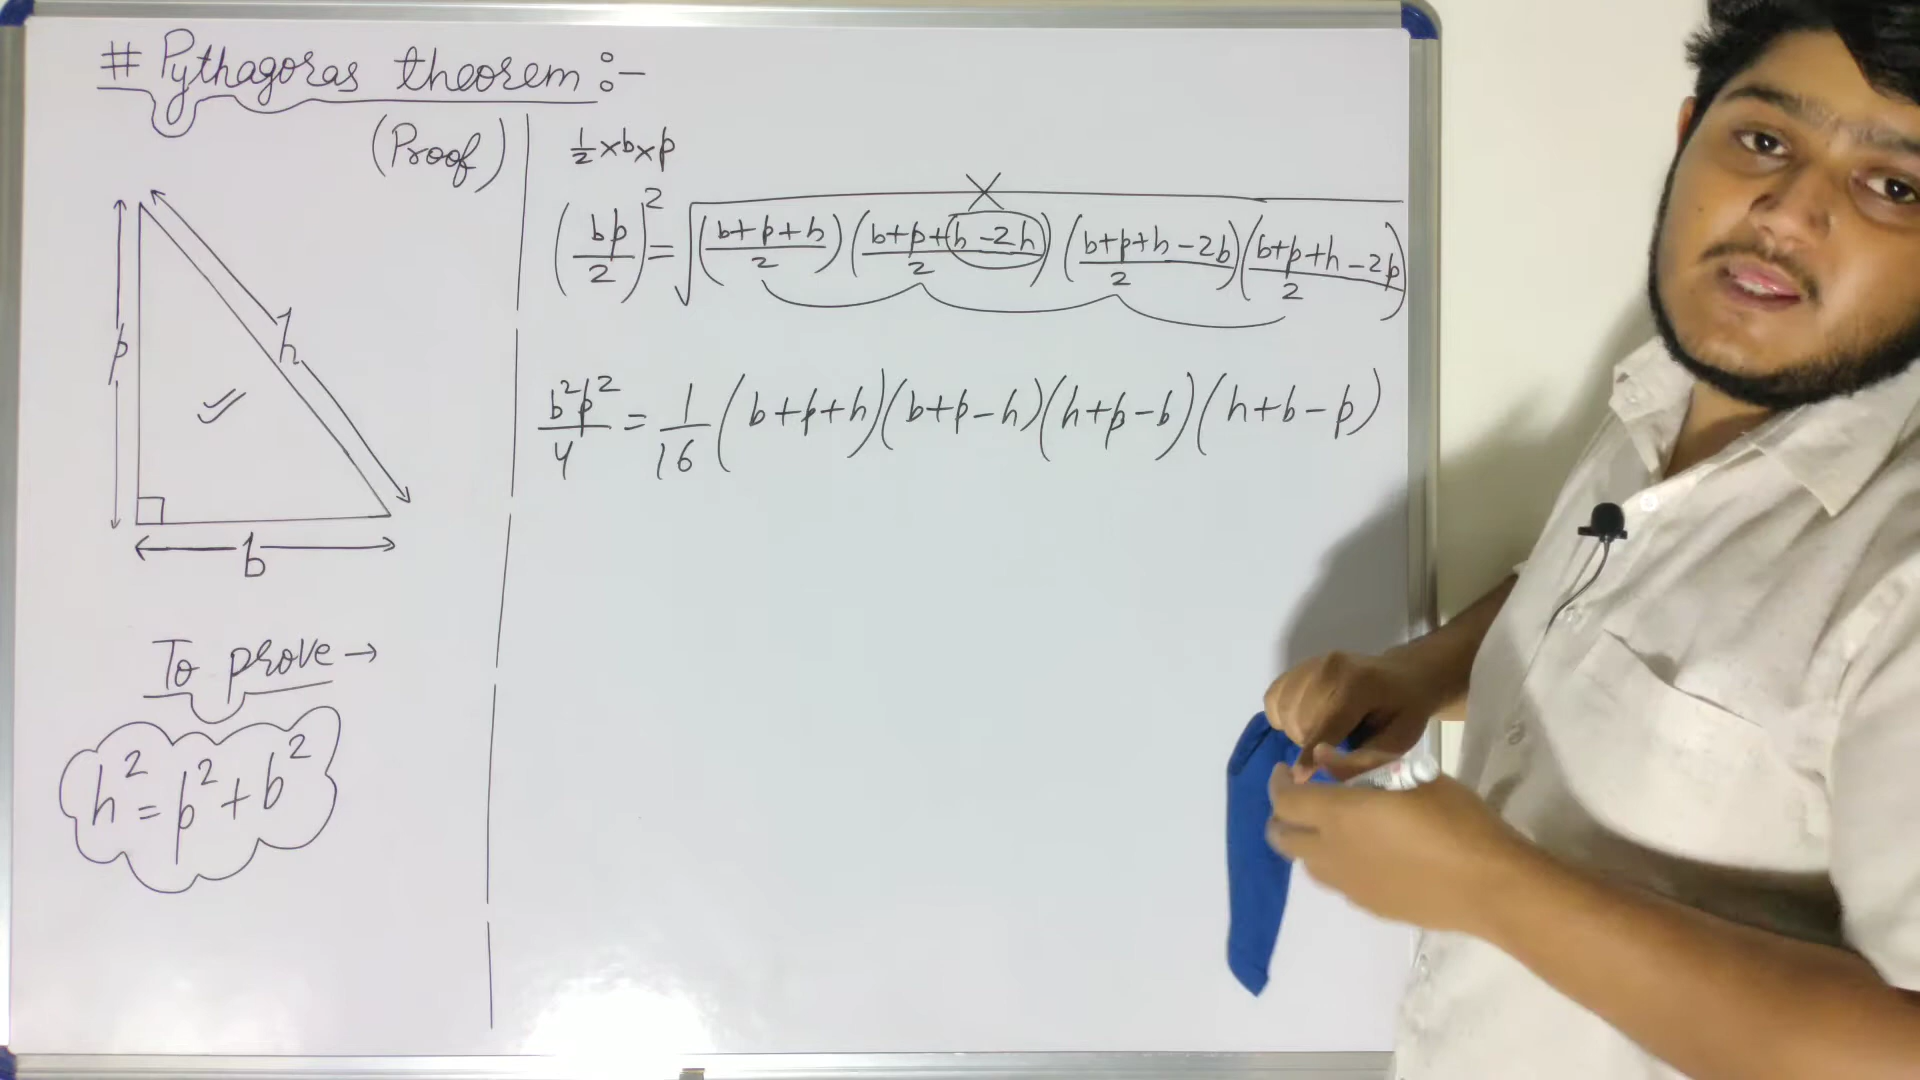 # Pythagoras theorem :-
(Proof)
p
h
b
To prove →
h² = p² + b²
1/2 × b × p
(bp/2)² = √((b+p+h)/2) ((b+p+h-2h)/2) ((b+p+h-2b)/2) ((b+p+h-2p)/2)
b²p²/4 = 1/16 (b+p+h)(b+p-h)(h+p-b)(h+b-p)